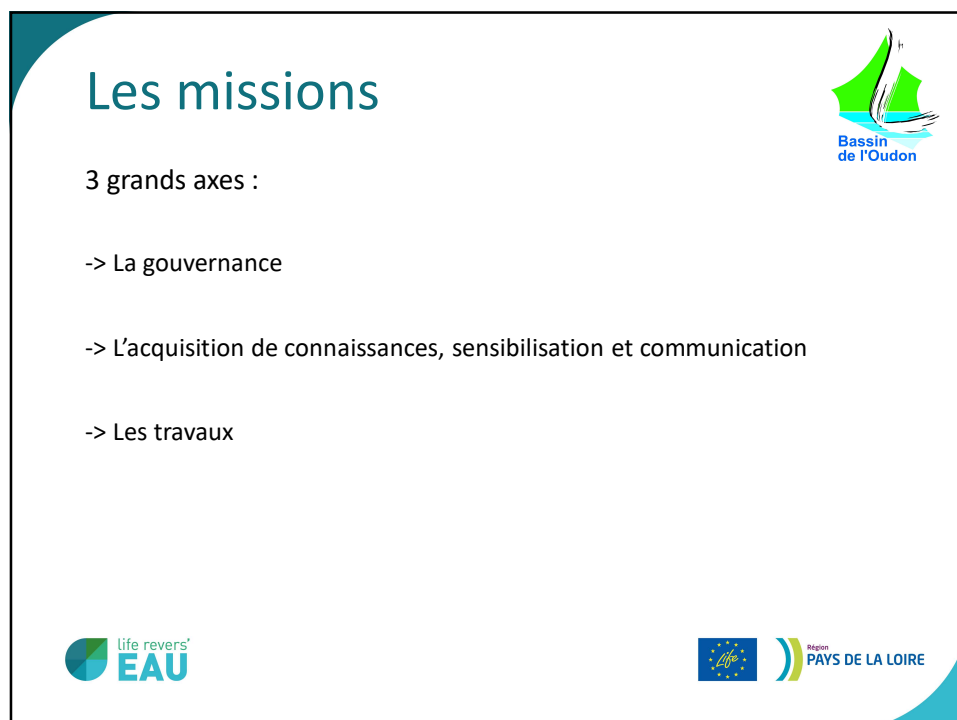 Les missions
Bassin
de l'Oudon
3 grands axes :
-> La gouvernance
-> L’acquisition de connaissances, sensibilisation et communication
-> Les travaux
life revers'
EAU
Life
Région
PAYS DE LA LOIRE